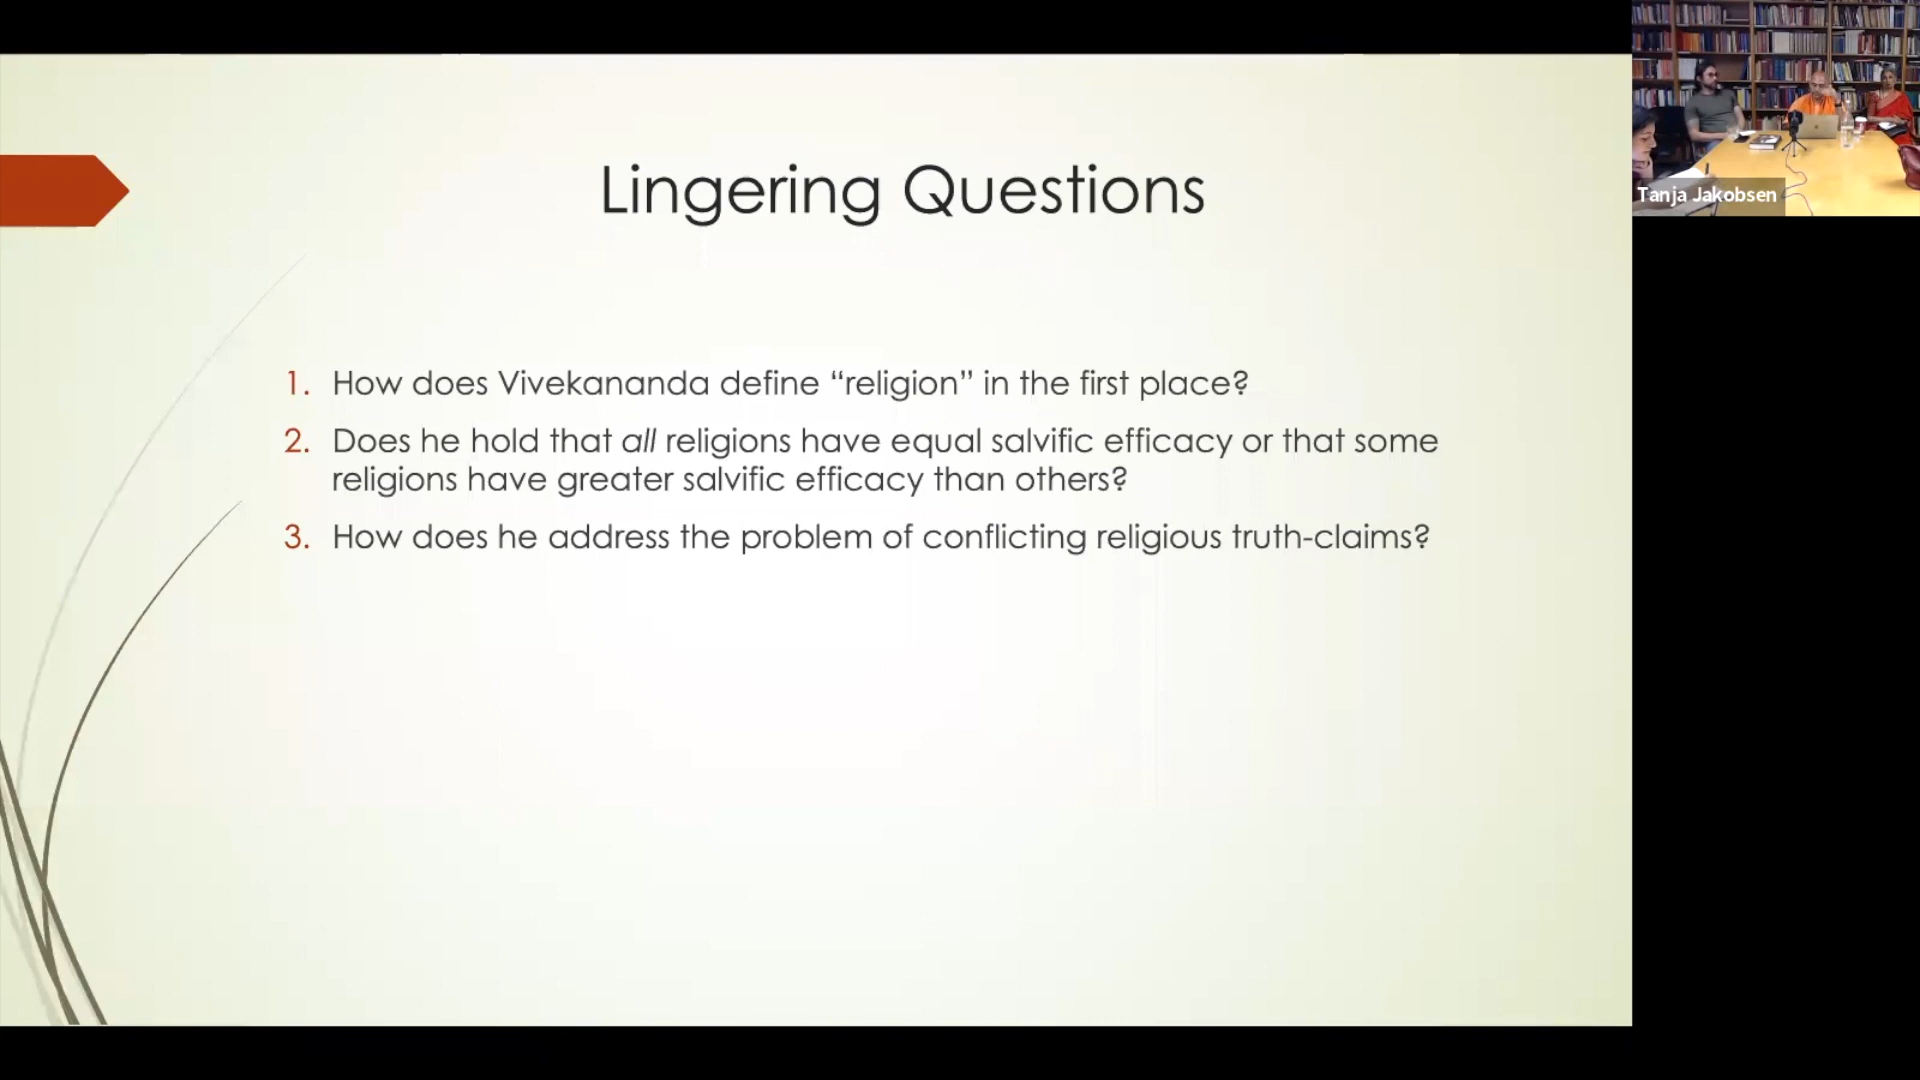 Lingering Questions
1. How does Vivekananda define “religion” in the first place?
2. Does he hold that all religions have equal salvific efficacy or that some
religions have greater salvific efficacy than others?
3. How does he address the problem of conflicting religious truth-claims?
Tanja Jakobsen